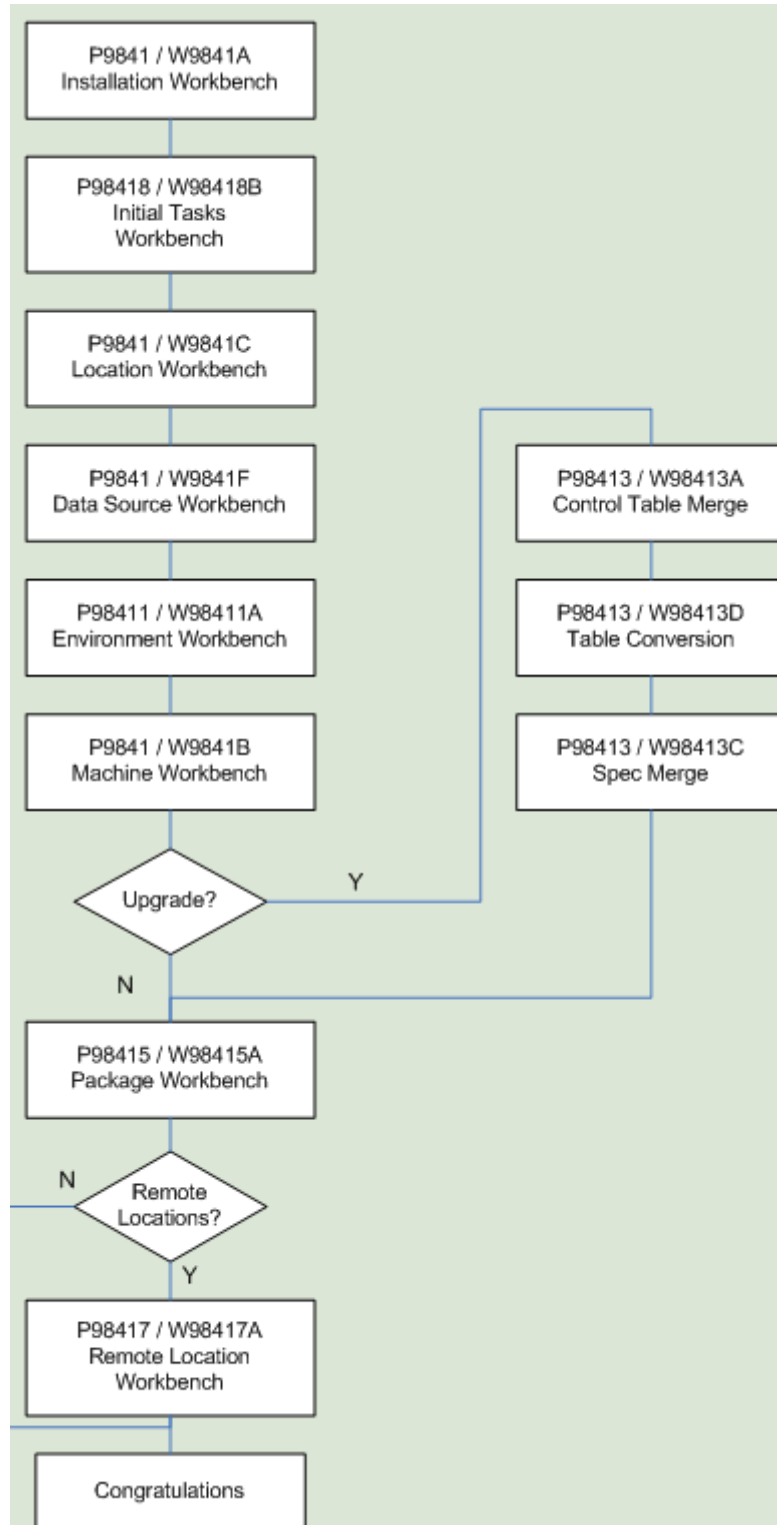 P9841 / W9841A
Installation Workbench
P98418 / W98418B
Initial Tasks
Workbench
P9841 / W9841C
Location Workbench
P9841 / W9841F
Data Source Workbench
P98411 / W98411A
Environment Workbench
P9841 / W9841B
Machine Workbench
Upgrade?
Y
N
P98413 / W98413A
Control Table Merge
P98413 / W98413D
Table Conversion
P98413 / W98413C
Spec Merge
P98415 / W98415A
Package Workbench
N
Remote
Locations?
Y
P98417 / W98417A
Remote Location
Workbench
Congratulations